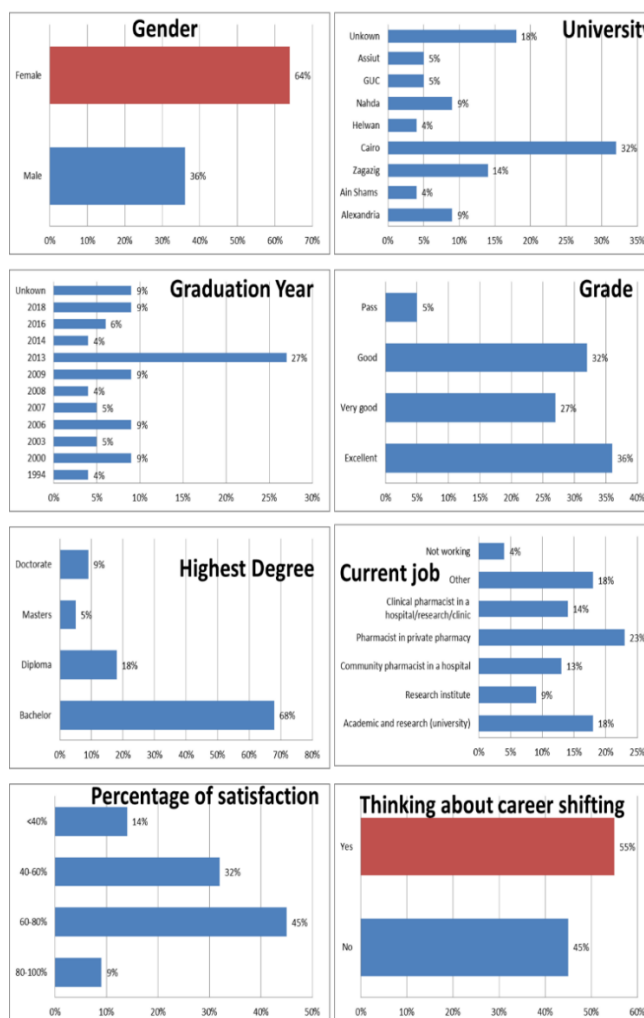 Gender
Female
64%
Male
36%
0% 10% 20% 30% 40% 50% 60% 70%
University
Unkown
18%
Assiut
5%
GUC
5%
Nahda
9%
Helwan
4%
Cairo
32%
Zagazig
14%
Ain Shams
4%
Alexandria
9%
0% 5% 10% 15% 20% 25% 30% 35%
Graduation Year
Unkown
9%
2018
9%
2016
6%
2014
4%
2013
27%
2009
9%
2008
4%
2007
5%
2006
9%
2003
5%
2000
9%
1994
4%
0% 5% 10% 15% 20% 25% 30%
Grade
Pass
5%
Good
32%
Very good
27%
Excellent
36%
0% 5% 10% 15% 20% 25% 30% 35% 40%
Highest Degree
Doctorate
9%
Masters
5%
Diploma
18%
Bachelor
68%
0% 10% 20% 30% 40% 50% 60% 70% 80%
Current job
Not working
4%
Other
18%
Clinical pharmacist in a
hospital/research/clinic
14%
Pharmacist in private pharmacy
23%
Community pharmacist in a hospital
13%
Research institute
9%
Academic and research (university)
18%
0% 5% 10% 15% 20% 25%
Percentage of satisfaction
<40%
14%
40-60%
32%
60-80%
45%
80-100%
9%
0% 10% 20% 30% 40% 50%
Thinking about career shifting
Yes
55%
No
45%
0% 10% 20% 30% 40% 50% 60%